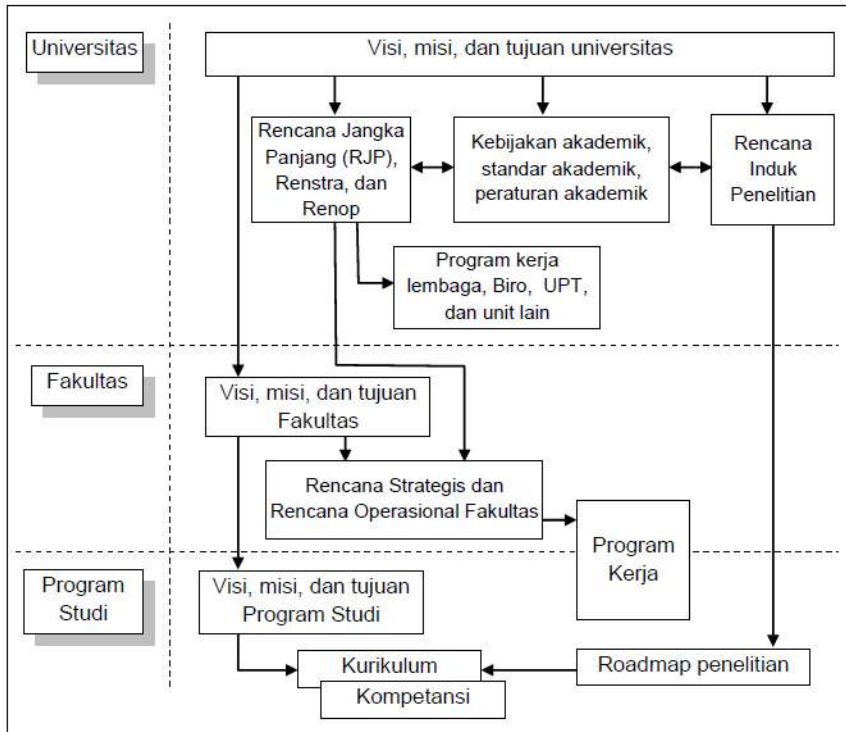 Universitas
Visi, misi, dan tujuan universitas
Rencana Jangka
Panjang (RJP),
Renstra, dan
Renop
Kebijakan akademik,
standar akademik,
peraturan akademik
Rencana
Induk
Penelitian
Program kerja
lembaga, Biro, UPT,
dan unit lain
Fakultas
Visi, misi, dan tujuan
Fakultas
Rencana Strategis dan
Rencana Operasional Fakultas
Program
Kerja
Program
Studi
Visi, misi, dan tujuan
Program Studi
Kurikulum
Kompetansi
Roadmap penelitian